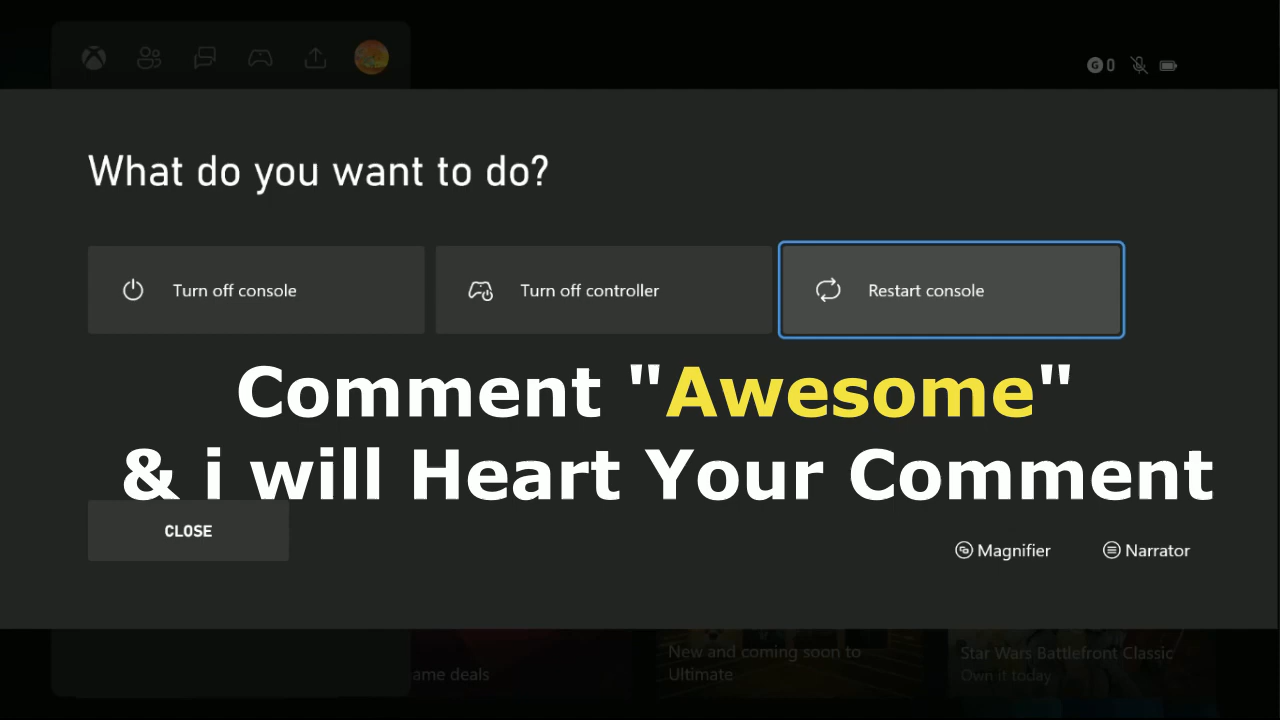 G 0
What do you want to do?
Turn off console
Turn off controller
Restart console
Comment "Awesome"
& i will Heart Your Comment
CLOSE
Magnifier
Narrator
ame deals
New and coming soon to
Ultimate
Star Wars Battlefront Classic
Own it today